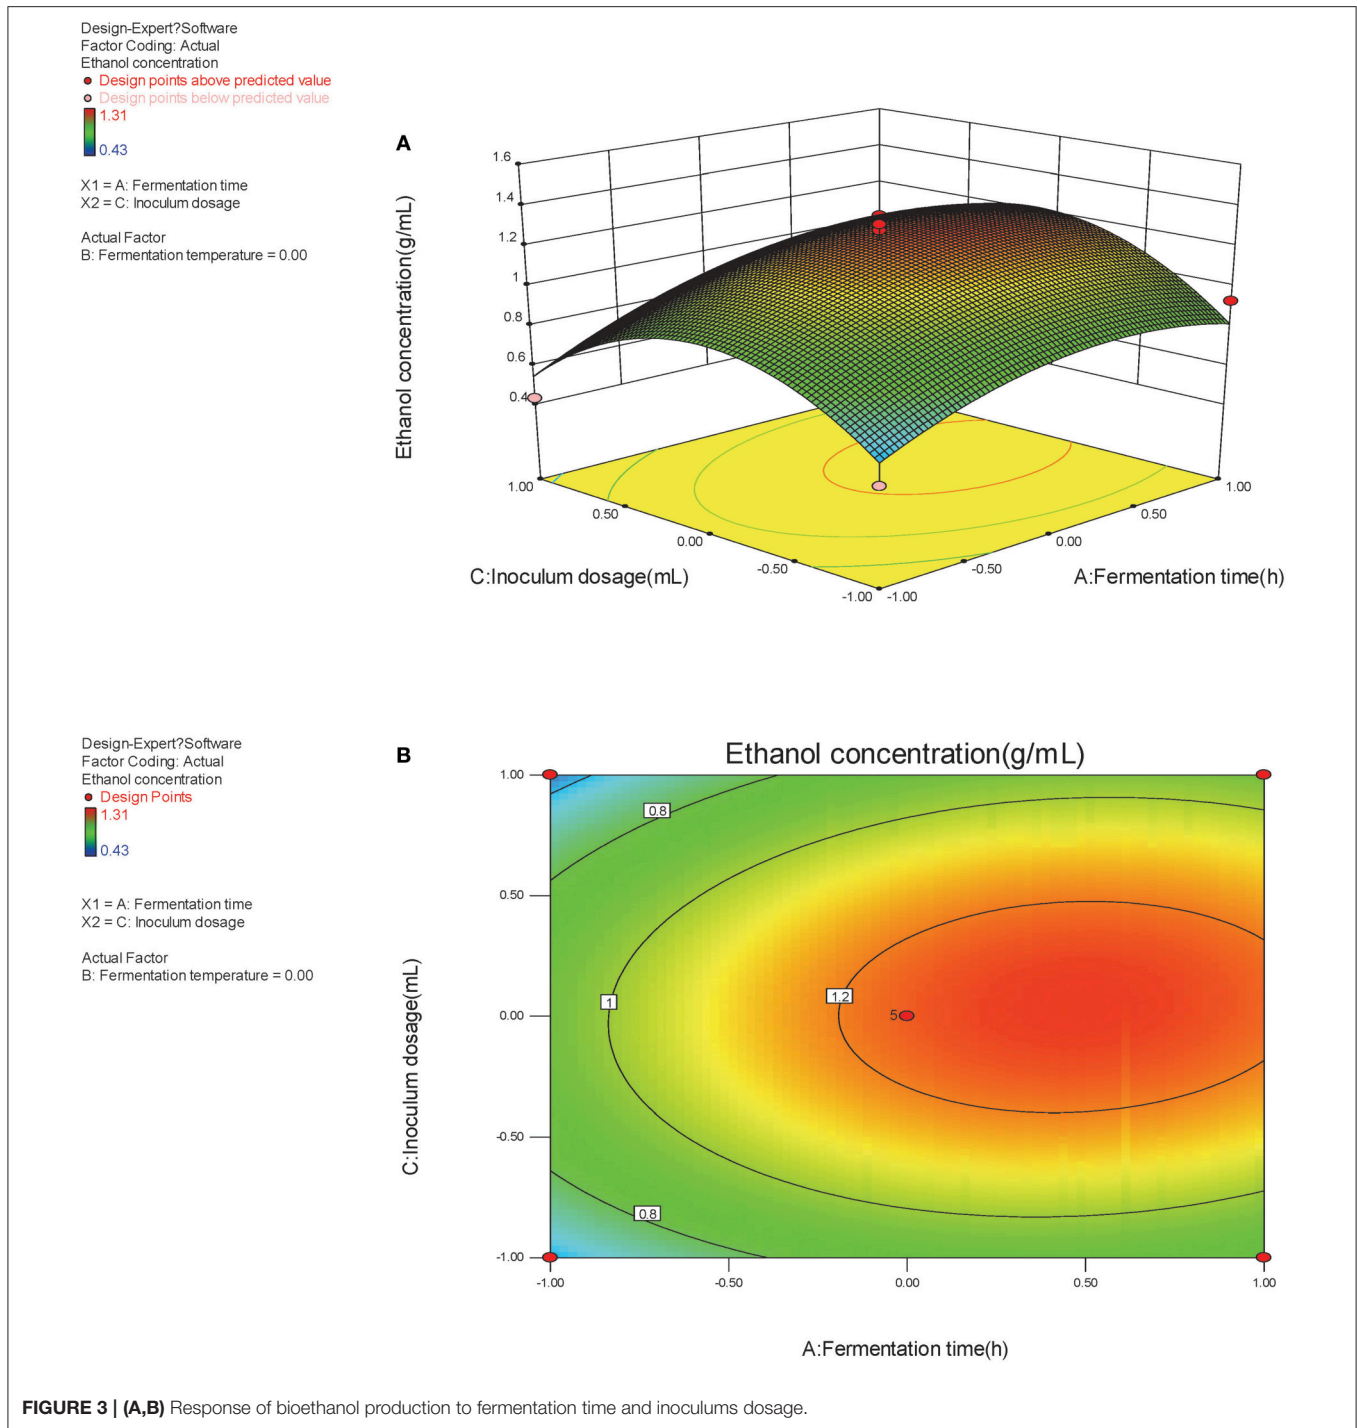 Design-Expert?Software
Factor Coding: Actual
Ethanol concentration
Design points above predicted value
Design points below predicted value
1.31
0.43
X1 = A: Fermentation time
X2 = C: Inoculum dosage
Actual Factor
B: Fermentation temperature = 0.00
A
Ethanol concentration(g/mL)
1.6
1.4
1.2
1
0.8
0.6
0.4
1.00
0.50
0.00
-0.50
-1.00
C:Inoculum dosage(mL)
-1.00
-0.50
0.00
0.50
1.00
A:Fermentation time(h)
Design-Expert?Software
Factor Coding: Actual
Ethanol concentration
Design Points
1.31
0.43
X1 = A: Fermentation time
X2 = C: Inoculum dosage
Actual Factor
B: Fermentation temperature = 0.00
B
Ethanol concentration(g/mL)
C:Inoculum dosage(mL)
1.00
0.50
0.00
-0.50
-1.00
0.8
1
1.2
5
0.8
-1.00
-0.50
0.00
0.50
1.00
A:Fermentation time(h)
FIGURE 3 | (A,B) Response of bioethanol production to fermentation time and inoculums dosage.